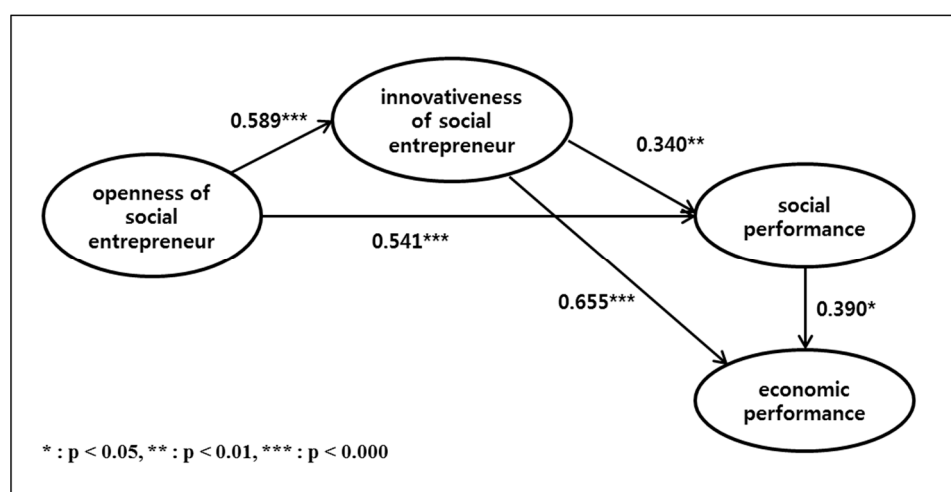 innovativeness
of social
entrepreneur
0.589***
0.340**
openness of
social
entrepreneur
social
performance
0.541***
0.655***
0.390*
economic
performance
* : p < 0.05, ** : p < 0.01, *** : p < 0.000